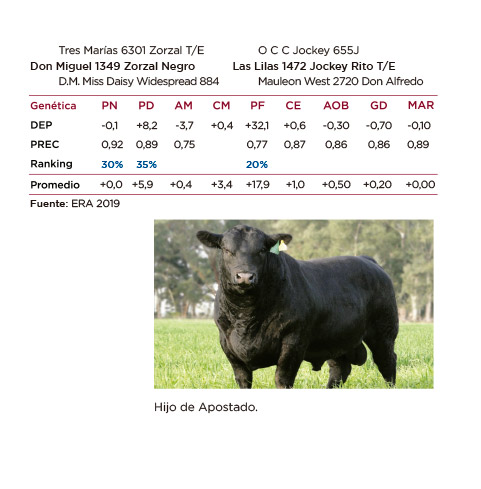 Tres Marías 6301 Zorzal T/E O C C Jockey 655J
Don Miguel 1349 Zorzal Negro Las Lilas 1472 Jockey Rito T/E
D.M. Miss Daisy Widespread 884 Mauleon West 2720 Don Alfredo
Genética PN PD AM CM PF CE AOB GD MAR
DEP -0,1 +8,2 -3,7 +0,4 +32,1 +0,6 -0,30 -0,70 -0,10
PREC 0,92 0,89 0,75 0,77 0,87 0,86 0,86 0,89
Ranking 30% 35% 20%
Promedio +0,0 +5,9 +0,4 +3,4 +17,9 +1,0 +0,50 +0,20 +0,00
Fuente: ERA 2019
Hijo de Apostado.